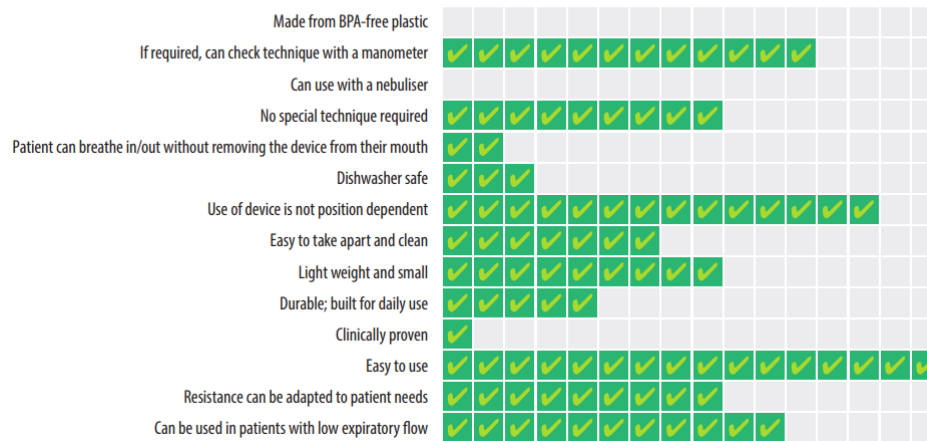 Made from BPA-free plastic
If required, can check technique with a manometer
Can use with a nebuliser
No special technique required
Patient can breathe in/out without removing the device from their mouth
Dishwasher safe
Use of device is not position dependent
Easy to take apart and clean
Light weight and small
Durable; built for daily use
Clinically proven
Easy to use
Resistance can be adapted to patient needs
Can be used in patients with low expiratory flow